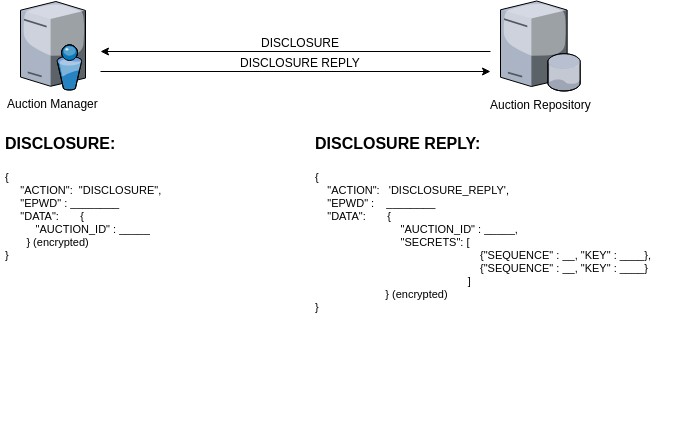 DISCLOSURE
DISCLOSURE REPLY
Auction Manager
Auction Repository
DISCLOSURE:
{
"ACTION": "DISCLOSURE",
"EPWD" : ________
"DATA": {
"AUCTION_ID" : _____
} (encrypted)
}
DISCLOSURE REPLY:
{
"ACTION": 'DISCLOSURE_REPLY',
"EPWD" : ________
"DATA": {
"AUCTION_ID" : _____,
"SECRETS": [
{"SEQUENCE" : __, "KEY" : ____},
{"SEQUENCE" : __, "KEY" : ____}
]
} (encrypted)
}